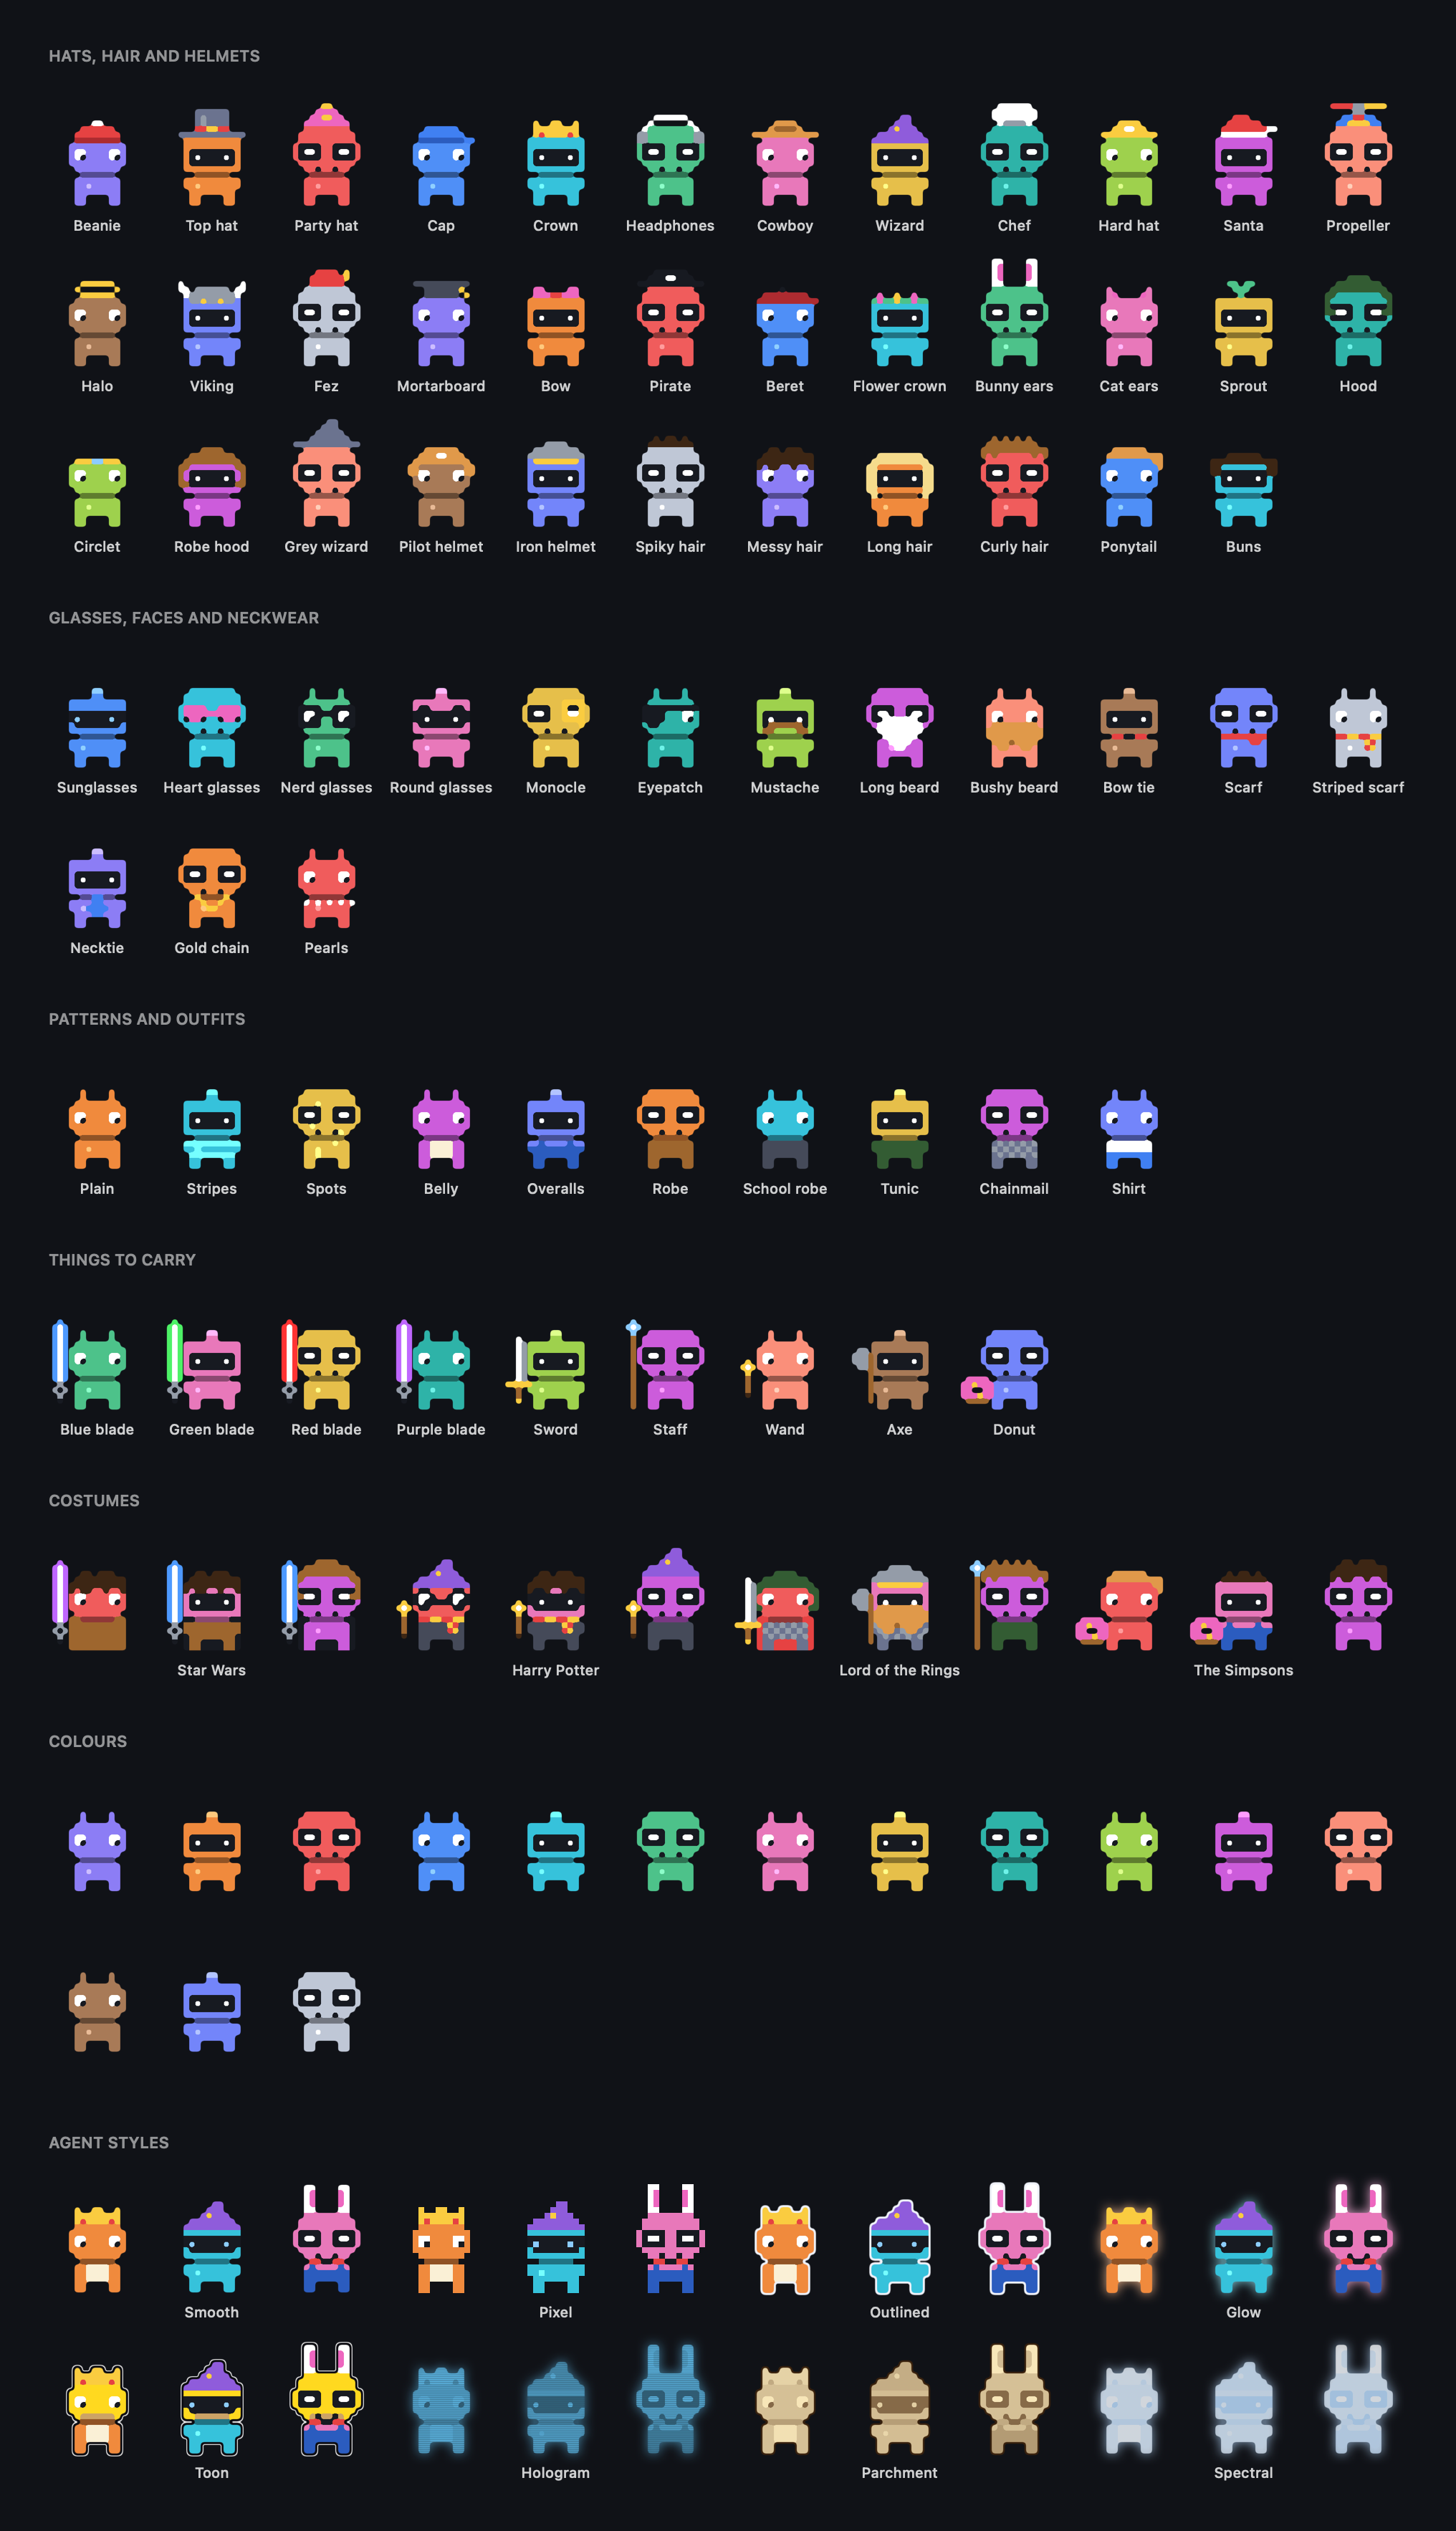 HATS, HAIR AND HELMETS
Beanie Top hat Party hat Cap Crown Headphones Cowboy Wizard Chef Hard hat Santa Propeller
Halo Viking Fez Mortarboard Bow Pirate Beret Flower crown Bunny ears Cat ears Sprout Hood
Circlet Robe hood Grey wizard Pilot helmet Iron helmet Spiky hair Messy hair Long hair Curly hair Ponytail Buns
GLASSES, FACES AND NECKWEAR
Sunglasses Heart glasses Nerd glasses Round glasses Monocle Eyepatch Mustache Long beard Bushy beard Bow tie Scarf Striped scarf
Necktie Gold chain Pearls
PATTERNS AND OUTFITS
Plain Stripes Spots Belly Overalls Robe School robe Tunic Chainmail Shirt
THINGS TO CARRY
Blue blade Green blade Red blade Purple blade Sword Staff Wand Axe Donut
COSTUMES
Star Wars Harry Potter Lord of the Rings The Simpsons
COLOURS
AGENT STYLES
Smooth Pixel Outlined Glow
Toon Hologram Parchment Spectral